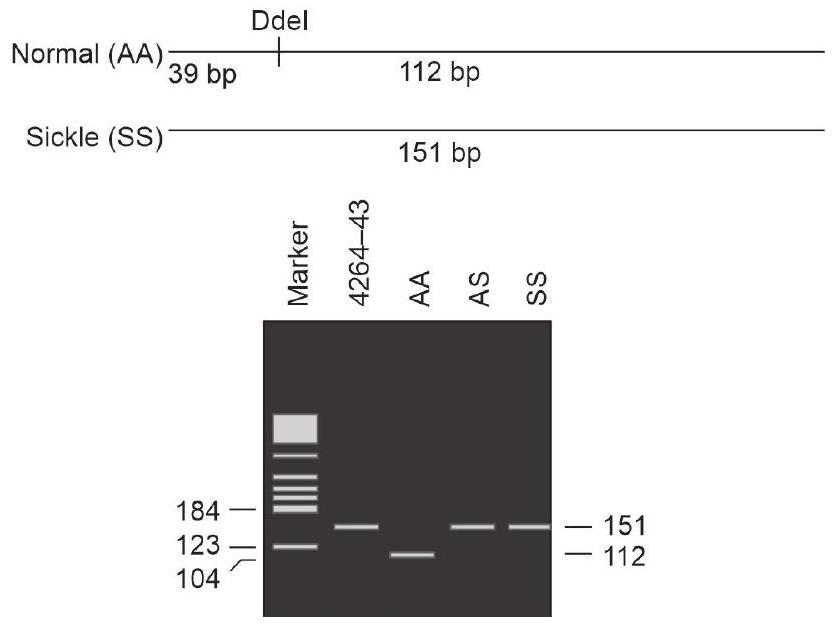 DdeI
Normal (AA)
39 bp
112 bp
Sickle (SS)
151 bp
Marker
4264–43
AA
AS
SS
184
123
104
151
112